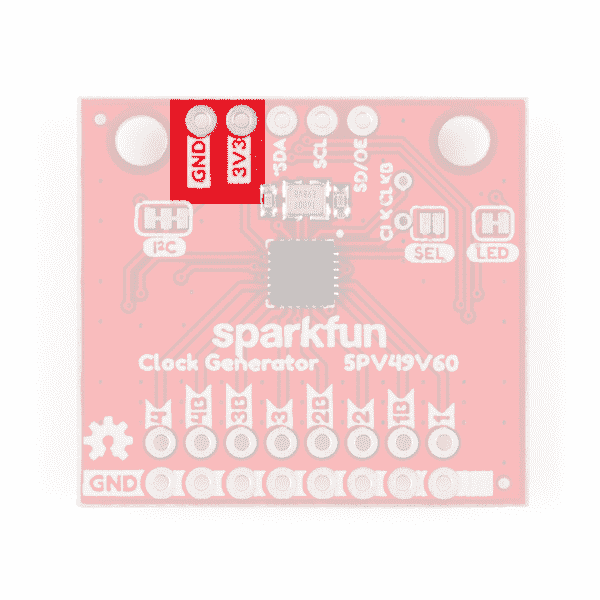 GND 3V3 SDA SCL SD/OE
CLK CLKB
I²C SEL LED
sparkfun
Clock Generator 5PV49V60
4 4B 3B 3 2B 2 1B 1
GND